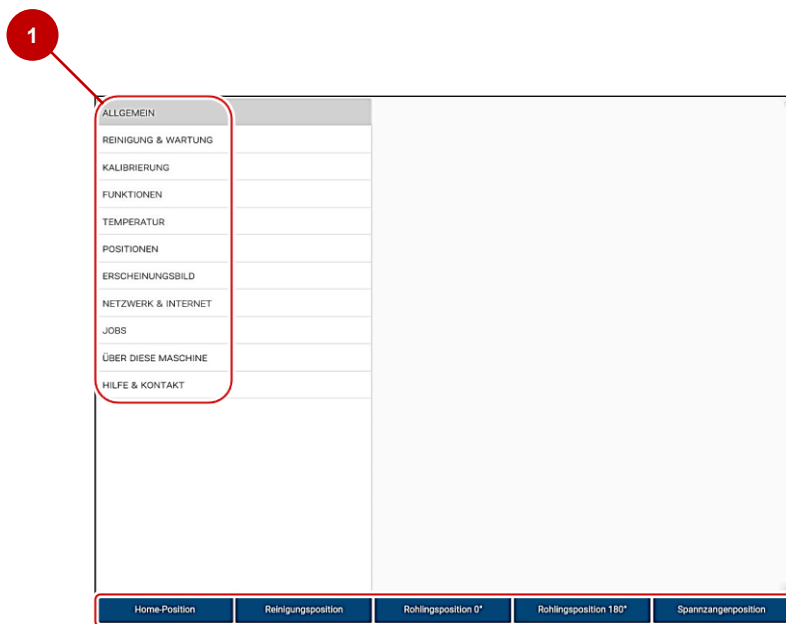 1
ALLGEMEIN
REINIGUNG & WARTUNG
KALIBRIERUNG
FUNKTIONEN
TEMPERATUR
POSITIONEN
ERSCHEINUNGSBILD
NETZWERK & INTERNET
JOBS
ÜBER DIESE MASCHINE
HILFE & KONTAKT
Home-Position Reinigungsposition Rohlingsposition 0° Rohlingsposition 180° Spannzangenposition